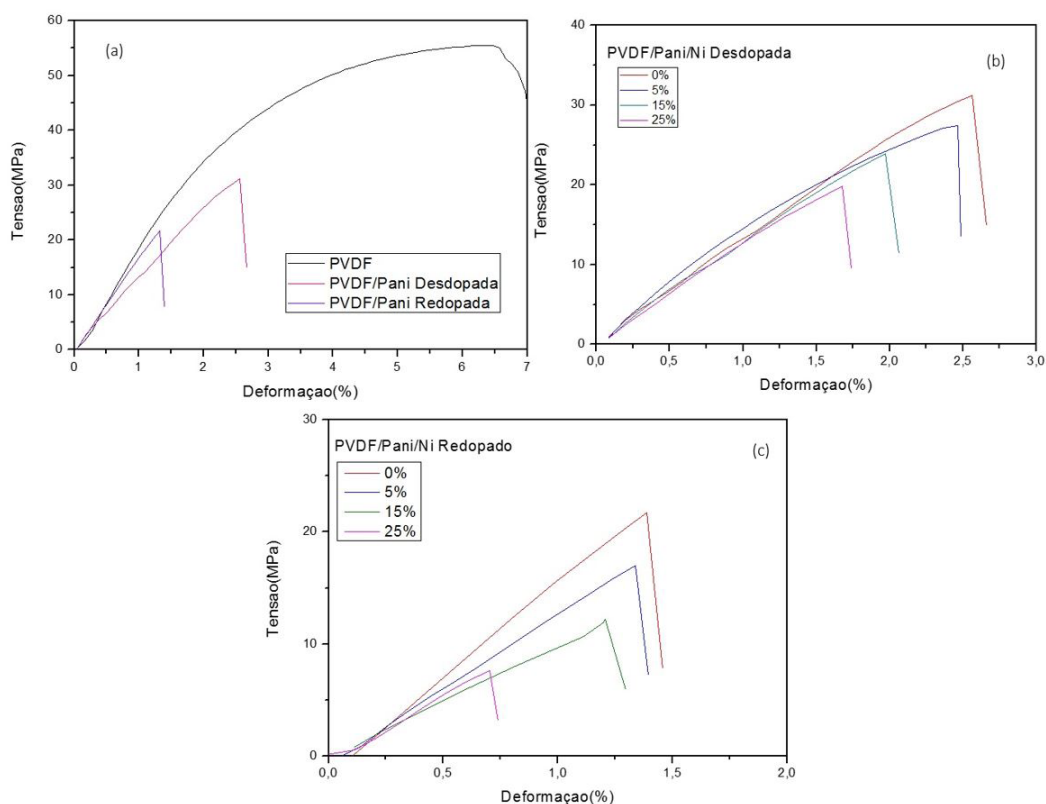 (a)
60
50
40
30
20
10
0
Tensao(MPa)
PVDF
PVDF/Pani Desdopada
PVDF/Pani Redopada
0 1 2 3 4 5 6 7
Deformaçao(%)
PVDF/Pani/Ni Desdopada
(b)
0%
5%
15%
25%
40
30
20
10
0
Tensao(MPa)
0,0 0,5 1,0 1,5 2,0 2,5 3,0
Deformaçao(%)
PVDF/Pani/Ni Redopado
(c)
0%
5%
15%
25%
30
20
10
0
Tensao(MPa)
0,0 0,5 1,0 1,5 2,0
Deformaçao(%)